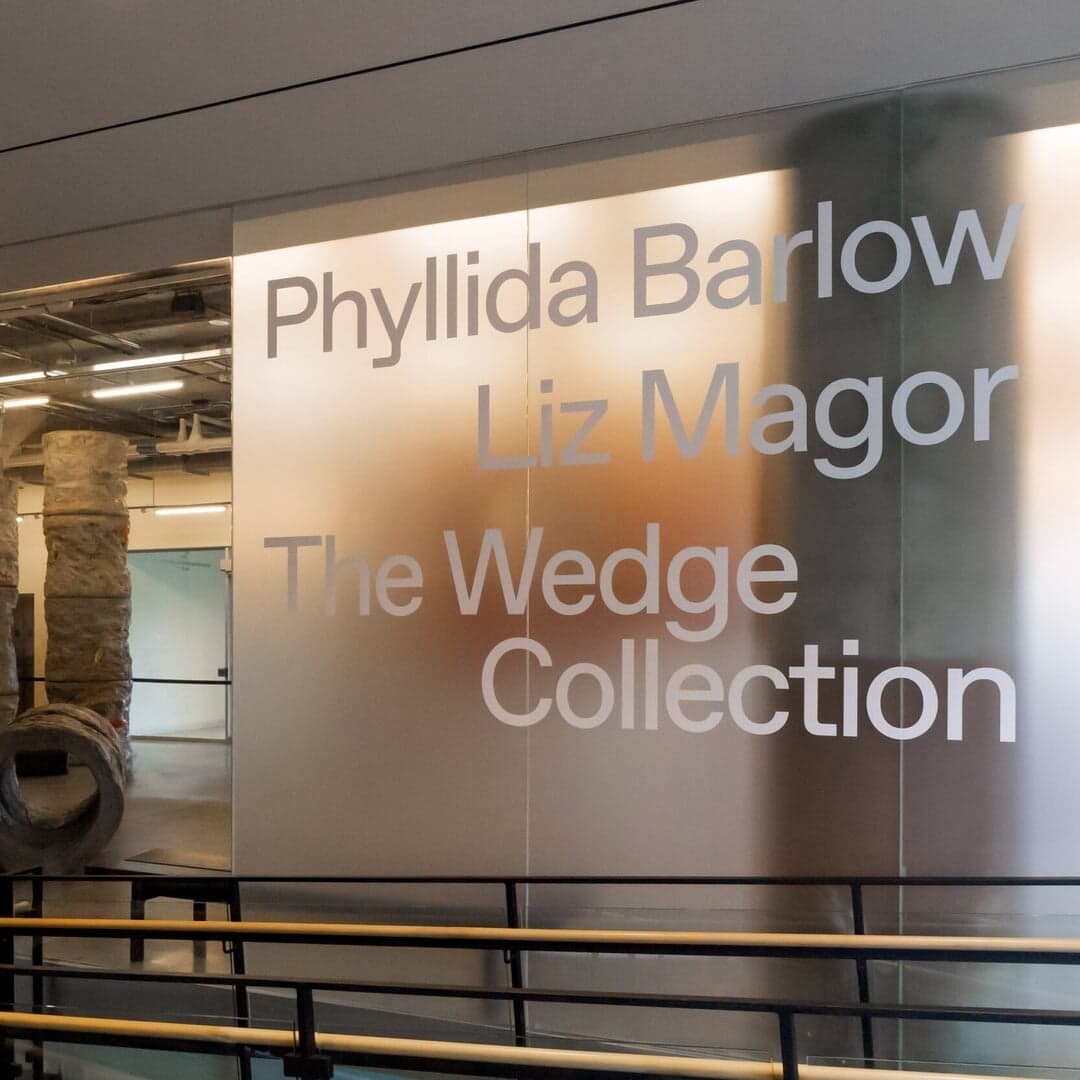 Phyllida Barlow
Liz Magor
The Wedge
Collection